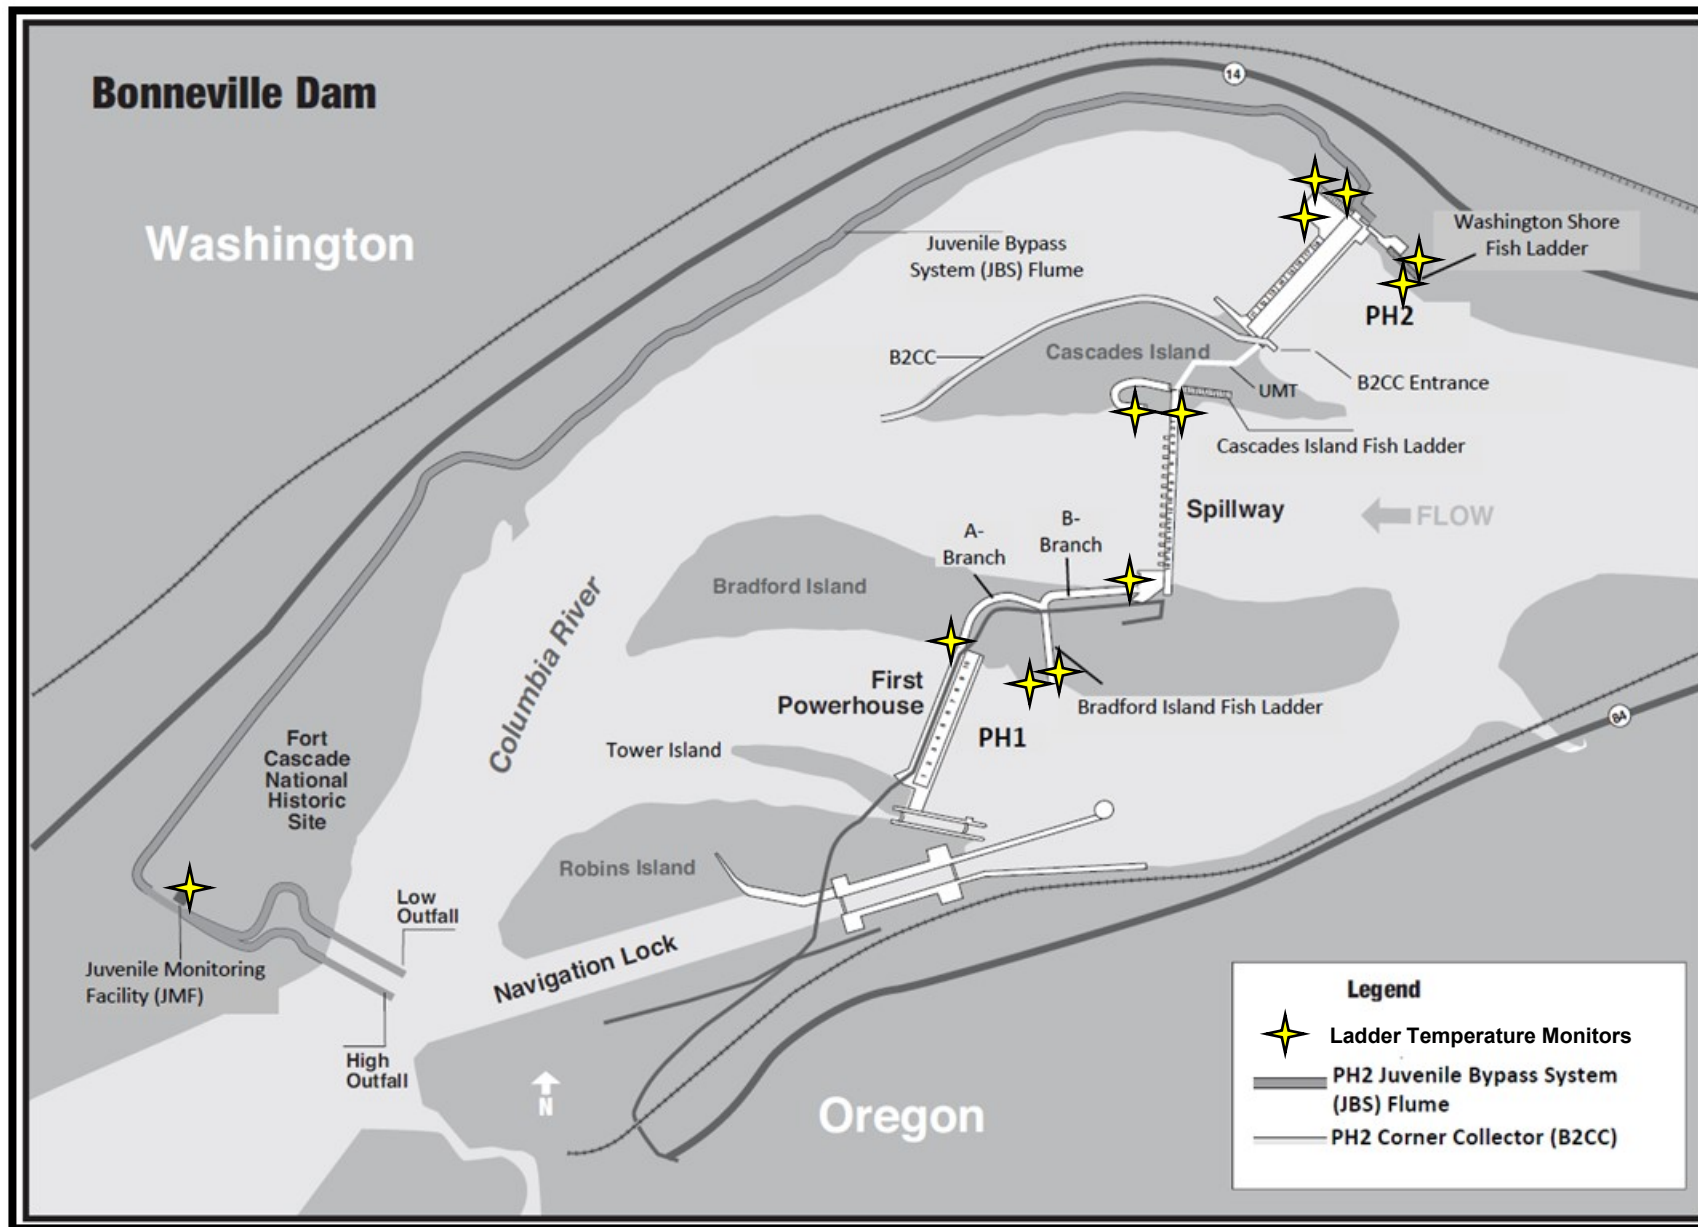 Bonneville Dam
14
Washington
Juvenile Bypass
System (JBS) Flume
Washington Shore
Fish Ladder
PH2
B2CC
Cascades Island
UMT
B2CC Entrance
Cascades Island Fish Ladder
Spillway
FLOW
A-
Branch
B-
Branch
Bradford Island
Columbia River
First
Powerhouse
Bradford Island Fish Ladder
PH1
84
Tower Island
Fort
Cascade
National
Historic
Site
Robins Island
Low
Outfall
Navigation Lock
Juvenile Monitoring
Facility (JMF)
High
Outfall
N
Oregon
Legend
Ladder Temperature Monitors
PH2 Juvenile Bypass System
(JBS) Flume
PH2 Corner Collector (B2CC)